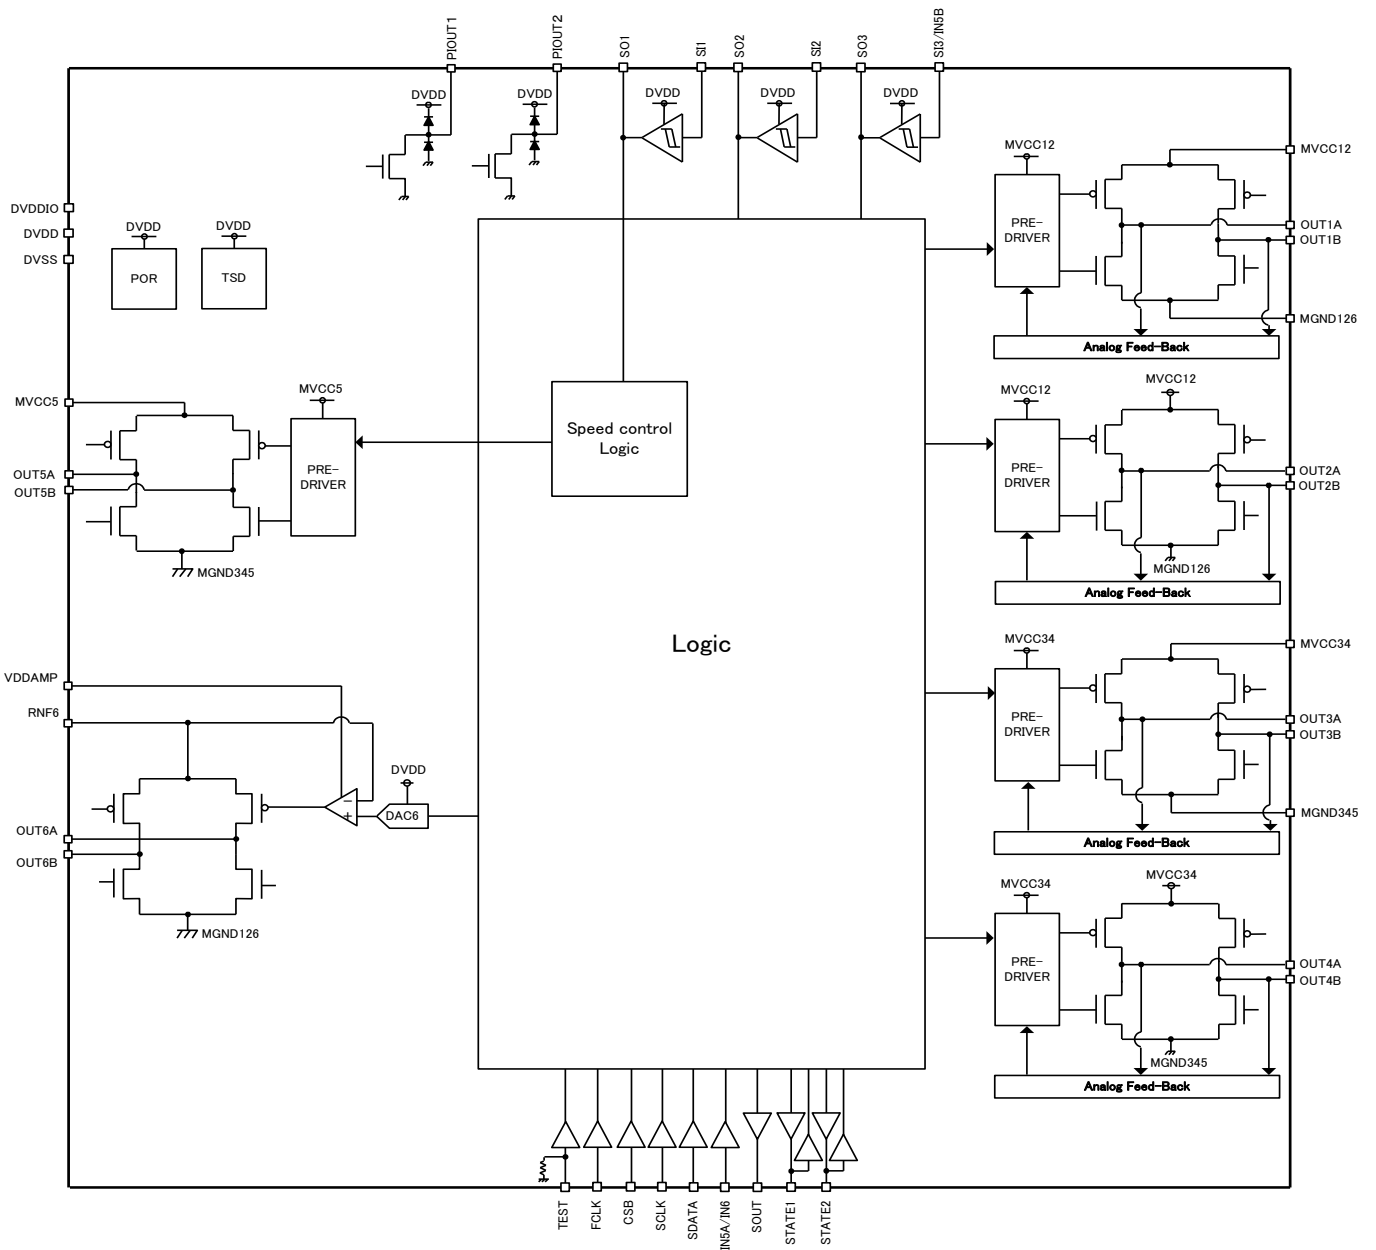 PIOUT1
PIOUT2
SO1
SI1
SO2
SI2
SO3
SI3/IN5B
DVDD
DVDD
DVDD
DVDD
DVDD
DVDDIO
DVDD
DVSS
DVDD
POR
DVDD
TSD
MVCC12
PRE-
DRIVER
MVCC12
OUT1A
OUT1B
MGND126
Analog Feed-Back
MVCC5
OUT5A
OUT5B
MVCC5
PRE-
DRIVER
MGND345
Speed control
Logic
MVCC12
PRE-
DRIVER
MVCC12
OUT2A
OUT2B
MGND126
Analog Feed-Back
Logic
VDDAMP
RNF6
DVDD
DAC6
−
+
OUT6A
OUT6B
MGND126
MVCC34
PRE-
DRIVER
MVCC34
OUT3A
OUT3B
MGND345
Analog Feed-Back
MVCC34
PRE-
DRIVER
MVCC34
OUT4A
OUT4B
MGND345
Analog Feed-Back
TEST
FCLK
CSB
SCLK
SDATA
IN5A/IN6
SOUT
STATE1
STATE2